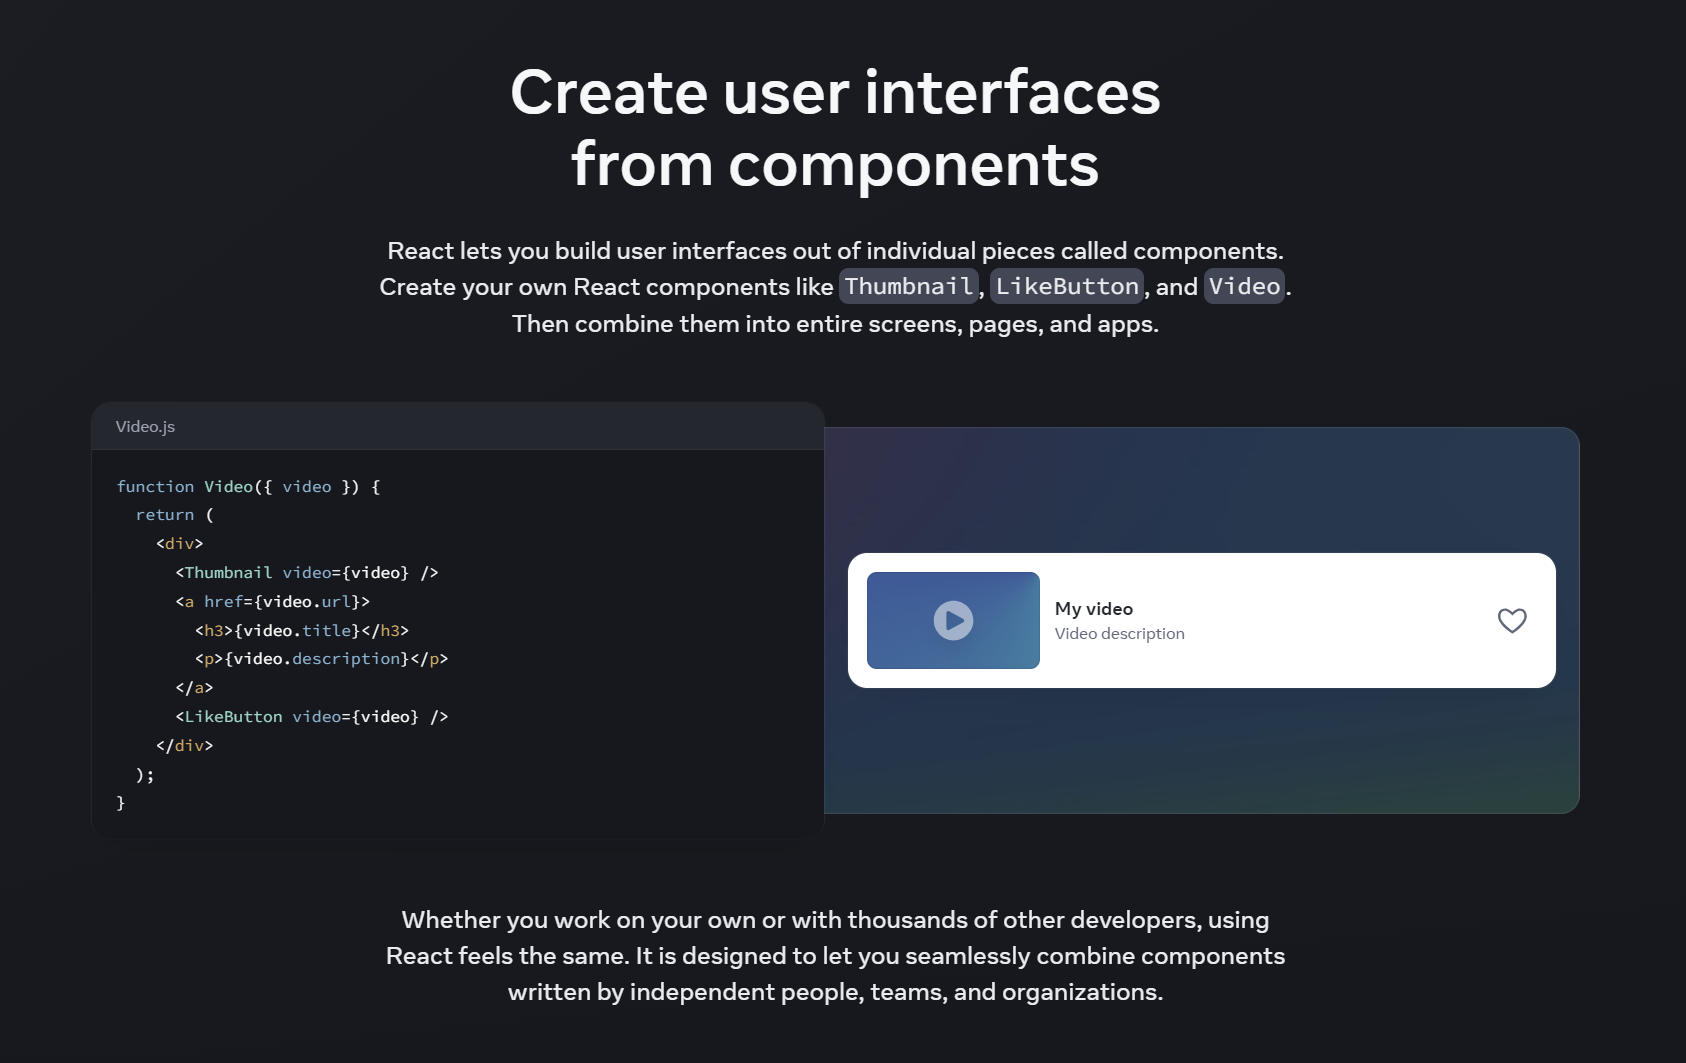 Create user interfaces
from components
React lets you build user interfaces out of individual pieces called components.
Create your own React components like Thumbnail, LikeButton, and Video.
Then combine them into entire screens, pages, and apps.
Video.js
function Video({ video }) {
  return (
    <div>
      <Thumbnail video={video} />
      <a href={video.url}>
        <h3>{video.title}</h3>
        <p>{video.description}</p>
      </a>
      <LikeButton video={video} />
    </div>
  );
}
My video
Video description
Whether you work on your own or with thousands of other developers, using
React feels the same. It is designed to let you seamlessly combine components
written by independent people, teams, and organizations.